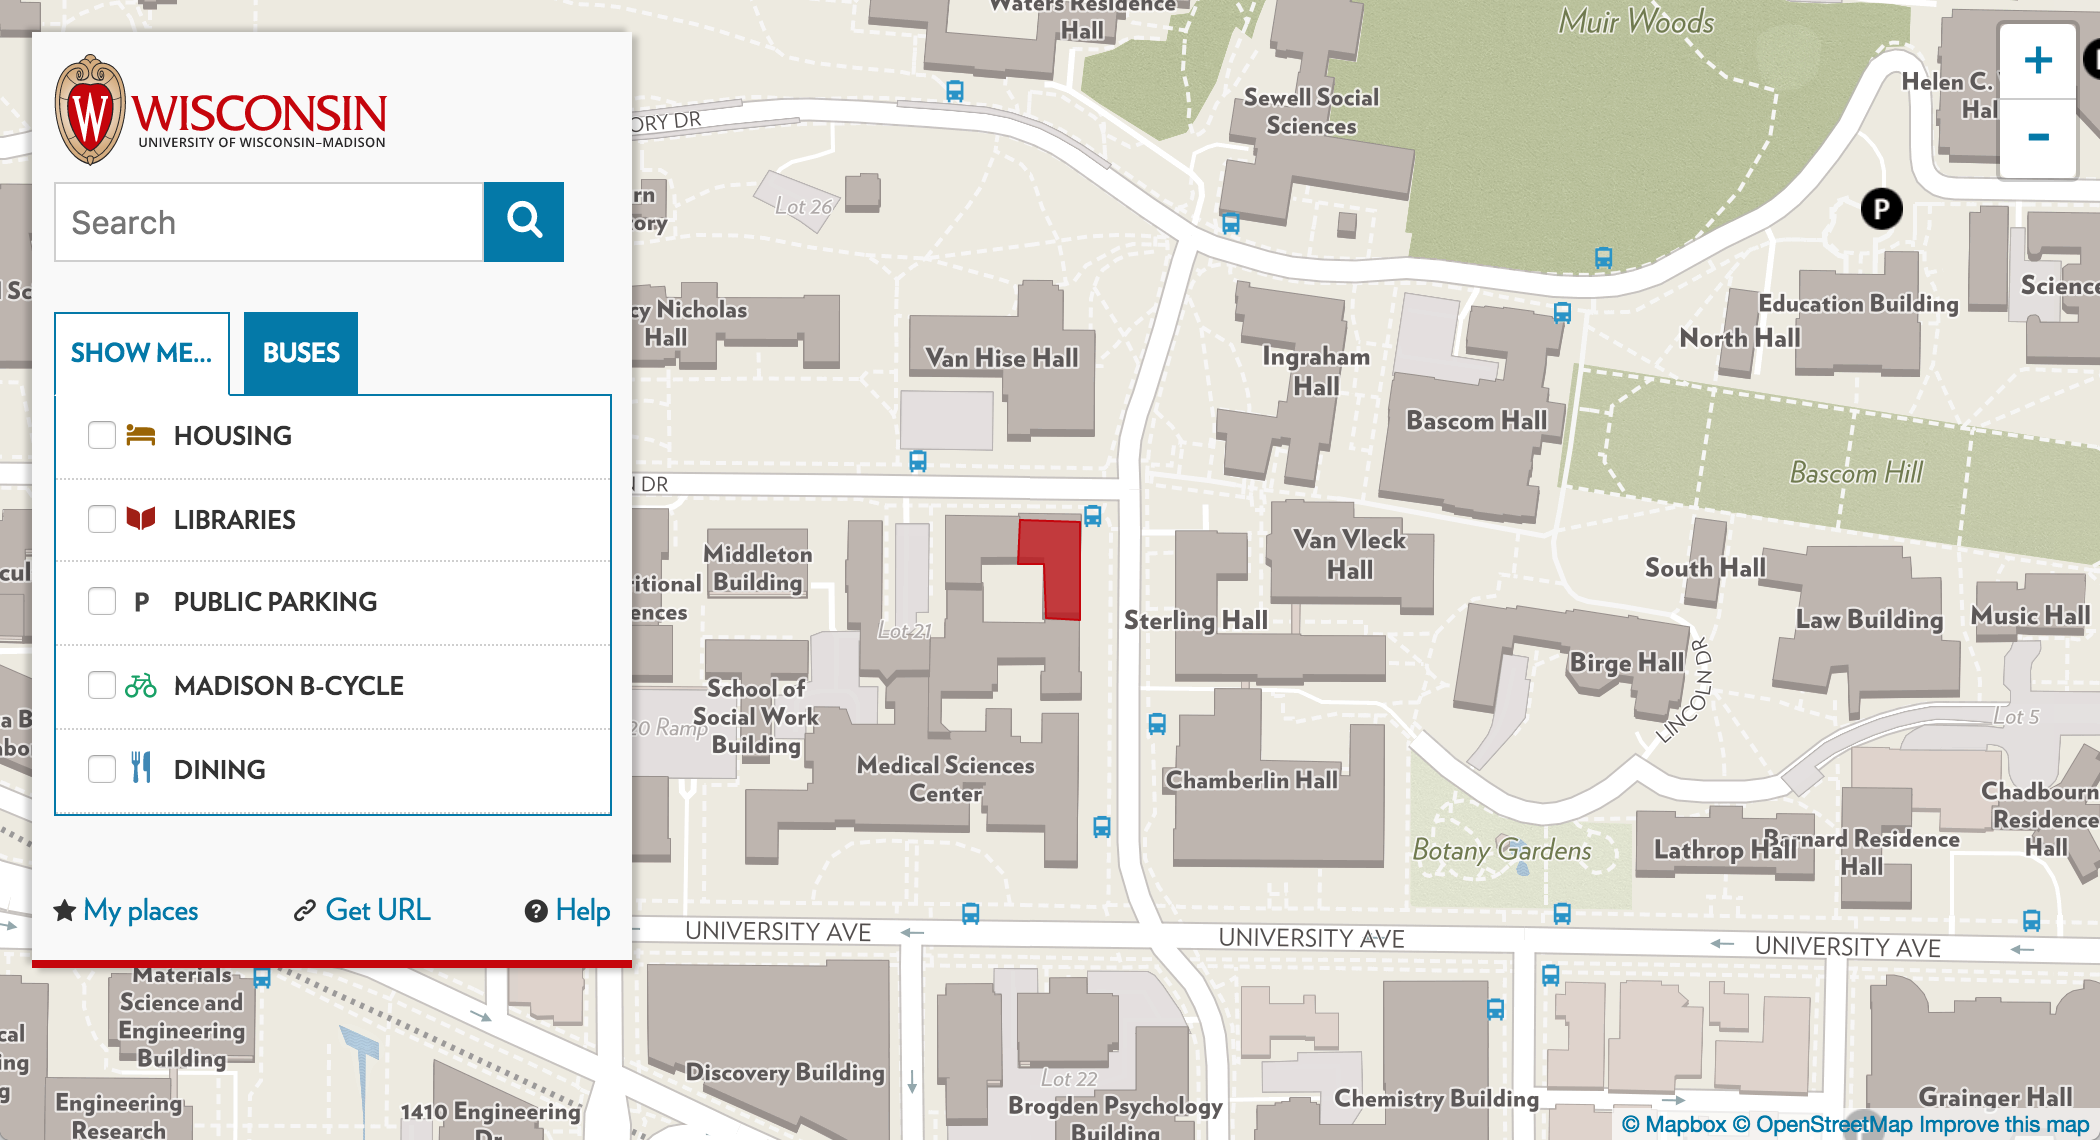 WISCONSIN
UNIVERSITY OF WISCONSIN–MADISON
Search
SHOW ME...
BUSES
HOUSING
LIBRARIES
P PUBLIC PARKING
MADISON B-CYCLE
DINING
My places
Get URL
? Help
Waters Residence
Hall
Muir Woods
+
-
Helen C.
Sewell Social
Sciences
ORY DR
Lot 26
P
cy Nicholas
Hall
Van Hise Hall
Ingraham
Hall
Bascom Hall
North Hall
Education Building
Science
Bascom Hill
DR
Middleton
Building
Van Vleck
Hall
South Hall
Sterling Hall
Law Building
Music Hall
Lot 21
Birge Hall
LINCOLN DR
School of
Social Work
Building
20 Ramp
Lot 5
Medical Sciences
Center
Chamberlin Hall
Botany Gardens
Lathrop Hall
Barnard Residence
Hall
Chadbourn
Residence
Hall
UNIVERSITY AVE
UNIVERSITY AVE
UNIVERSITY AVE
Materials
Science and
Engineering
Building
Engineering
Research
1410 Engineering
Dr
Discovery Building
Lot 22
Brogden Psychology
Building
Chemistry Building
Grainger Hall
© Mapbox © OpenStreetMap Improve this map